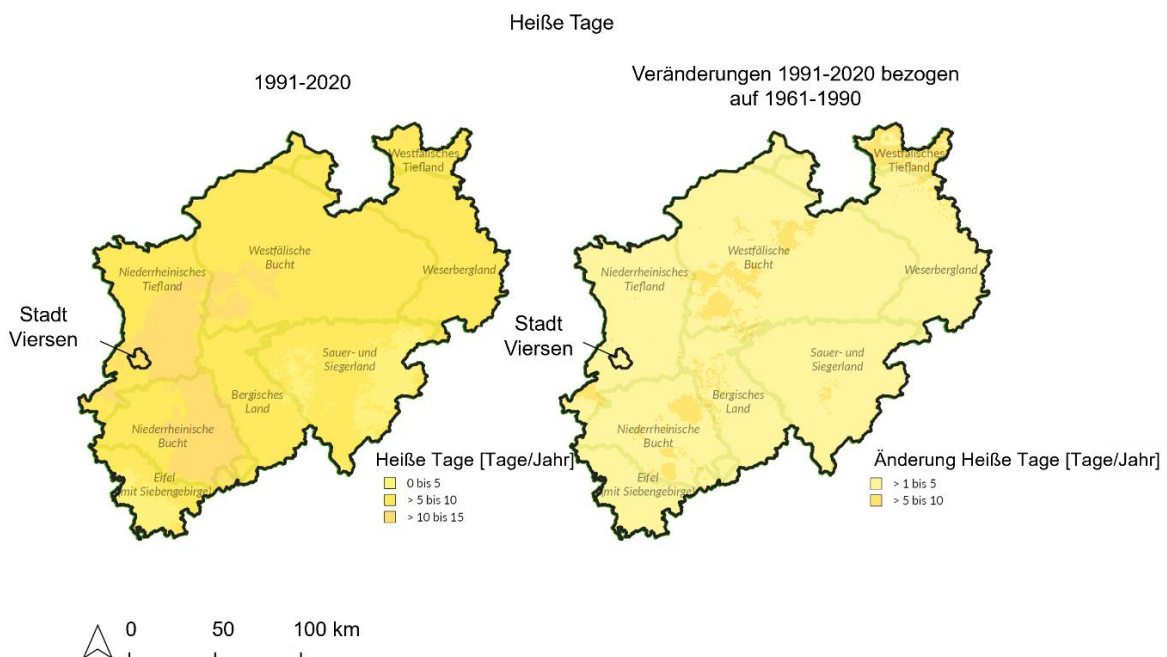 Heiße Tage
1991-2020
Westfälisches
Tiefland
Westfälische
Bucht
Niederrheinisches
Tiefland
Weserbergland
Stadt
Viersen
Sauer- und
Siegerland
Bergisches
Land
Niederrheinische
Bucht
Eifel
(mit Siebengebirge)
Heiße Tage [Tage/Jahr]
0 bis 5
> 5 bis 10
> 10 bis 15
Veränderungen 1991-2020 bezogen
auf 1961-1990
Westfälisches
Tiefland
Westfälische
Bucht
Niederrheinisches
Tiefland
Weserbergland
Stadt
Viersen
Sauer- und
Siegerland
Bergisches
Land
Niederrheinische
Bucht
Eifel
(mit Siebengebirge)
Änderung Heiße Tage [Tage/Jahr]
> 1 bis 5
> 5 bis 10
0 50 100 km